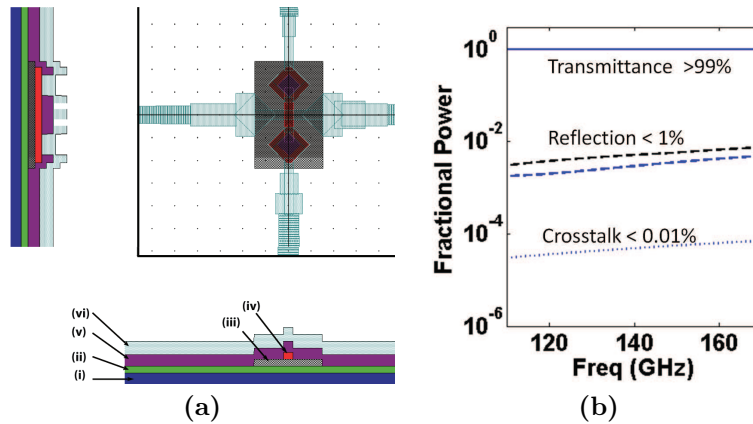 (vi)
(v)
(ii)
(i)
(iii)
(iv)
(a)
Fractional Power
10^0
10^-2
10^-4
10^-6
Transmittance >99%
Reflection < 1%
Crosstalk < 0.01%
120
140
160
Freq (GHz)
(b)